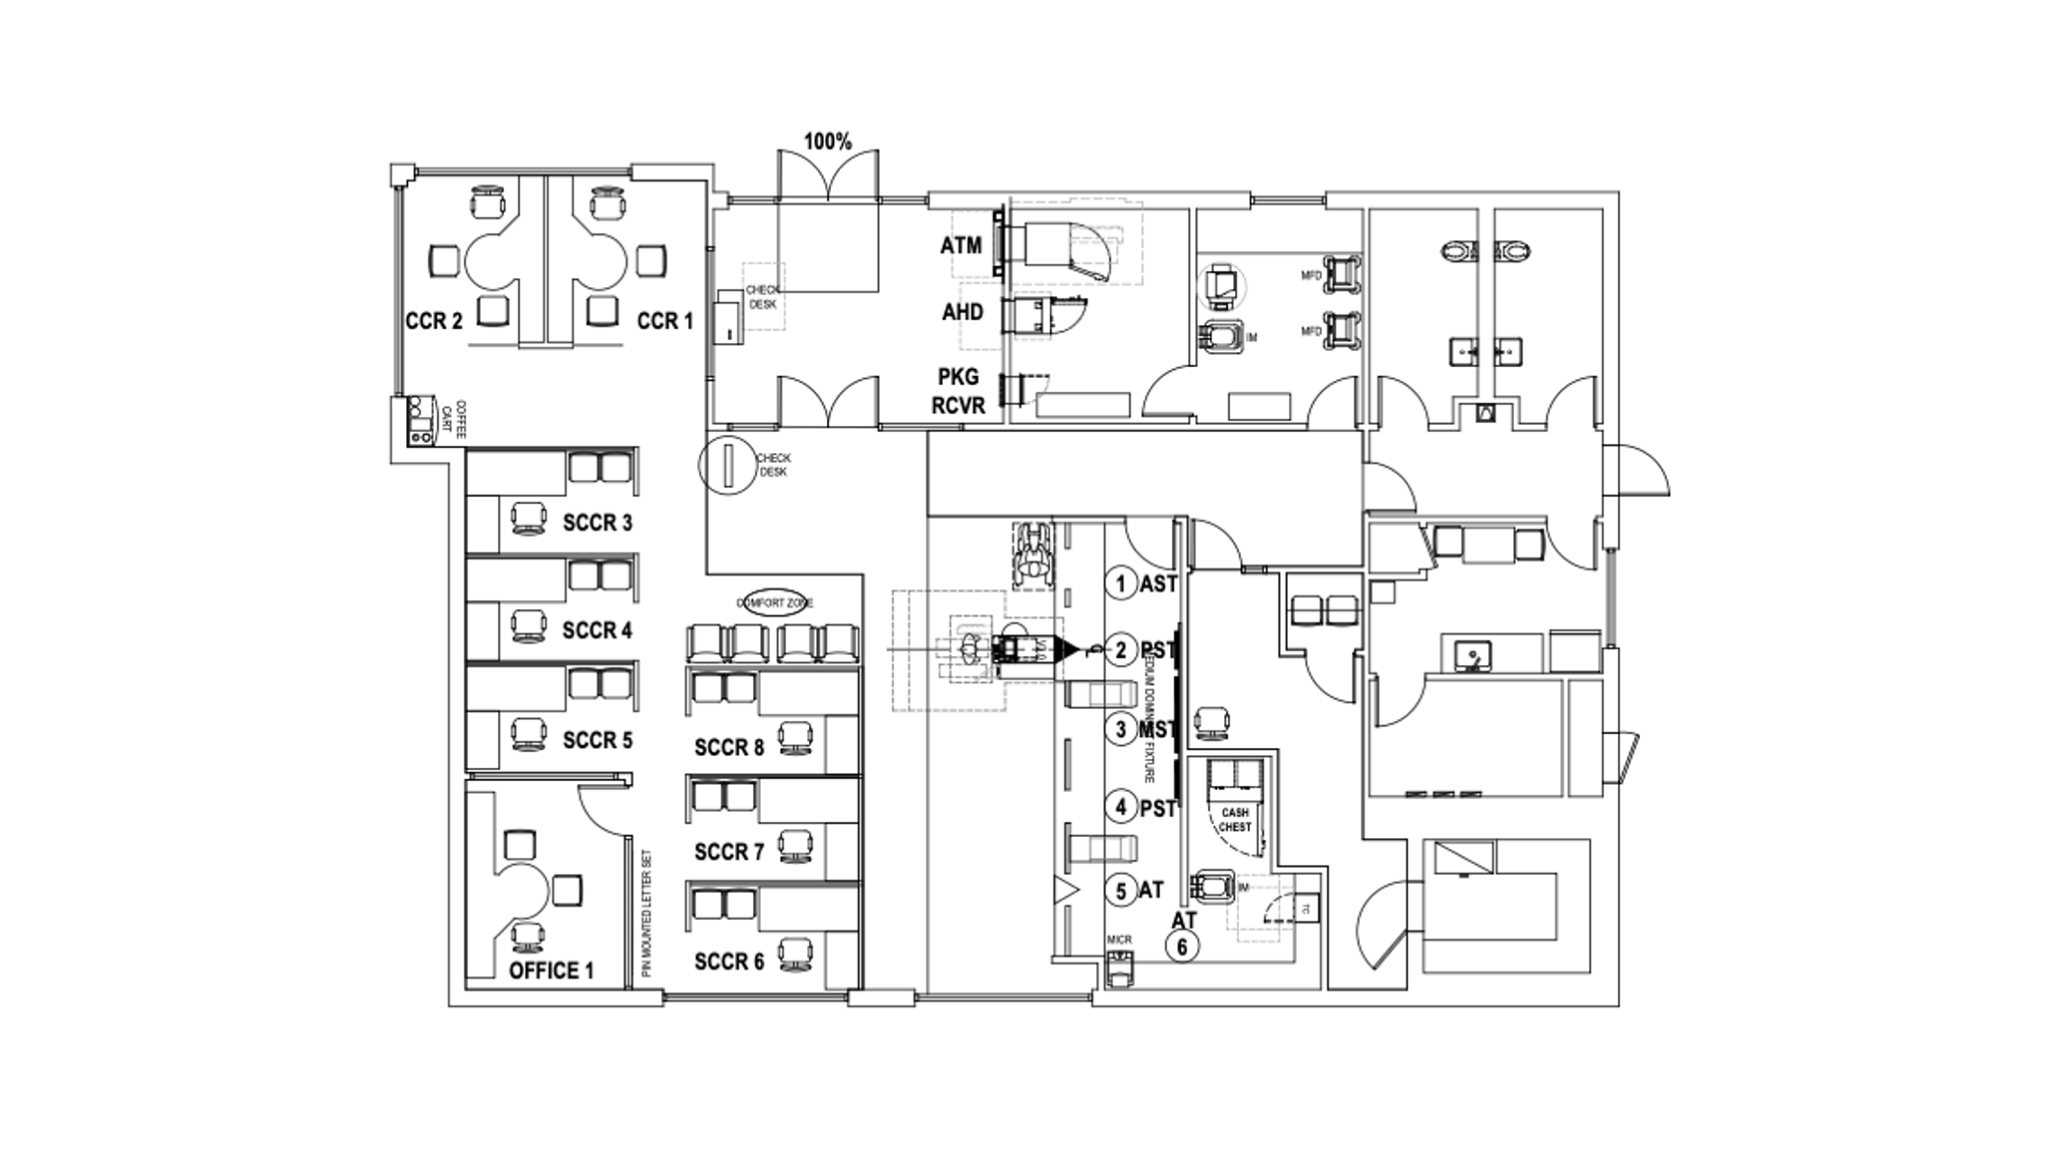 100%
ATM
AHD
PKG
RCVR
CHECK
DESK
MFD
MFD
IM
CCR 2
CCR 1
COFFEE
CART
CHECK
DESK
SCCR 3
SCCR 4
SCCR 5
COMFORT ZONE
SCCR 8
SCCR 7
SCCR 6
OFFICE 1
PIN MOUNTED LETTER SET
1 AST
2 PST
3 MST
4 PST
5 AT
AT
6
FIXTURE
CASH
CHEST
IM
TC
MICR